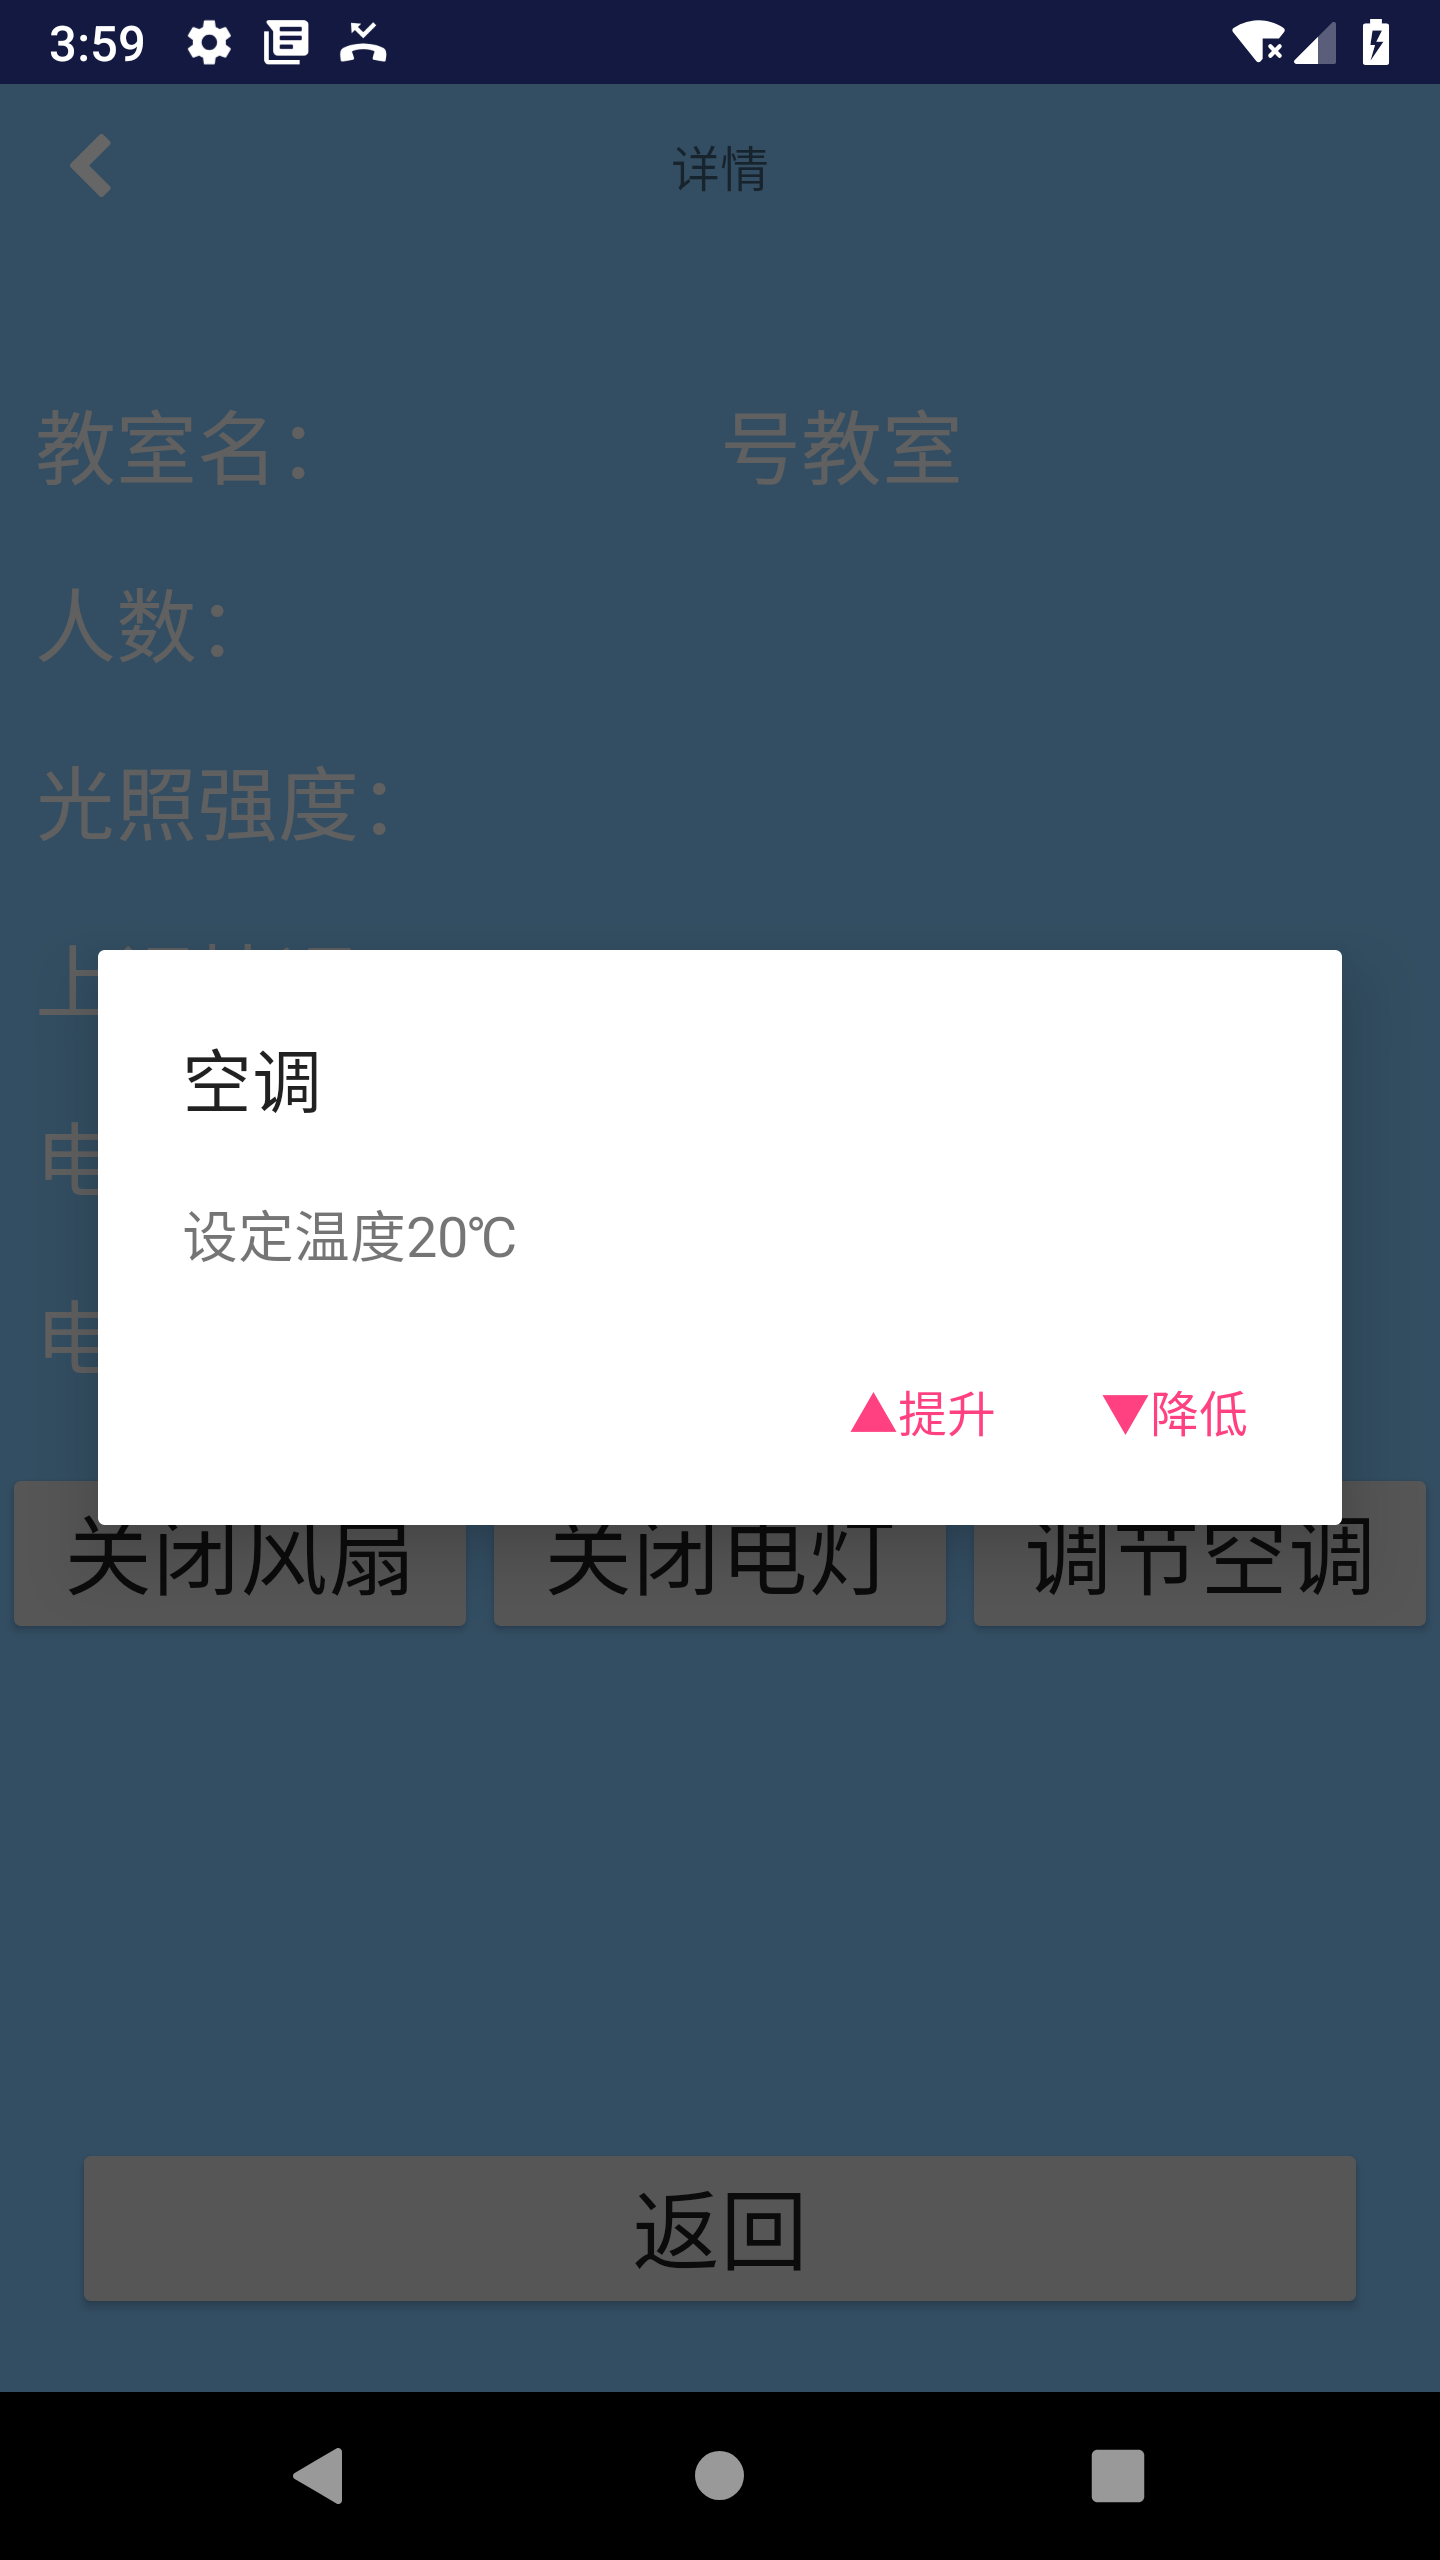 3:59
详情
教室名：
号教室
人数：
光照强度：
上
电
电
空调
设定温度20℃
▲提升 ▼降低
关闭风扇 关闭电灯 调节空调
返回